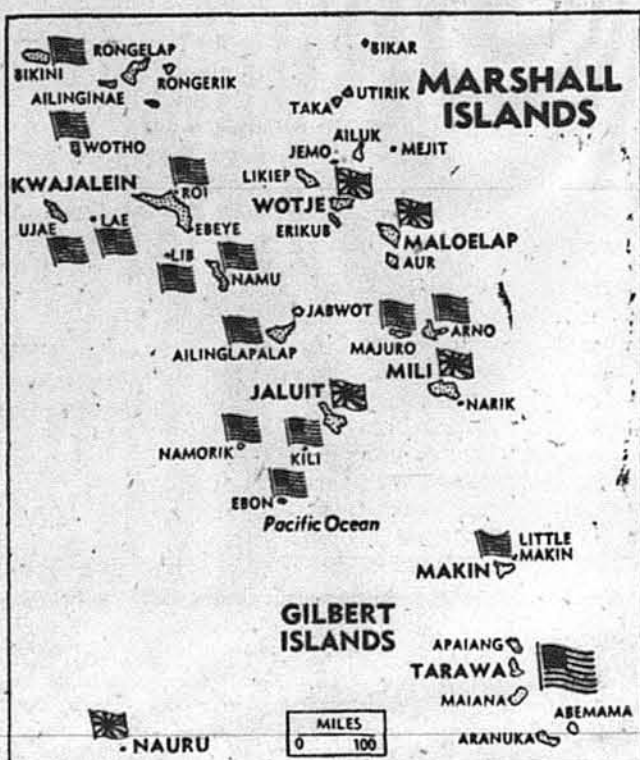 BIKINI
RONGELAP
RONGERIK
AILINGINAE
BIKAR
MARSHALL
ISLANDS
UTIRIK
TAKA
WOTHO
AILUK
JEMO
MEJIT
KWAJALEIN
ROI
LIKIEP
WOTJE
ERIKUB
UJAE
LAE
EBEYE
LIB
NAMU
MALOELAP
AUR
JABWOT
AILINGLAPALAP
MAJURO
ARNO
MILI
NARIK
JALUIT
NAMORIK
KILI
EBON
Pacific Ocean
LITTLE
MAKIN
MAKIN
GILBERT
ISLANDS
APAIANG
TARAWA
MAIANA
ABEMAMA
ARANUKA
NAURU
MILES
0 100